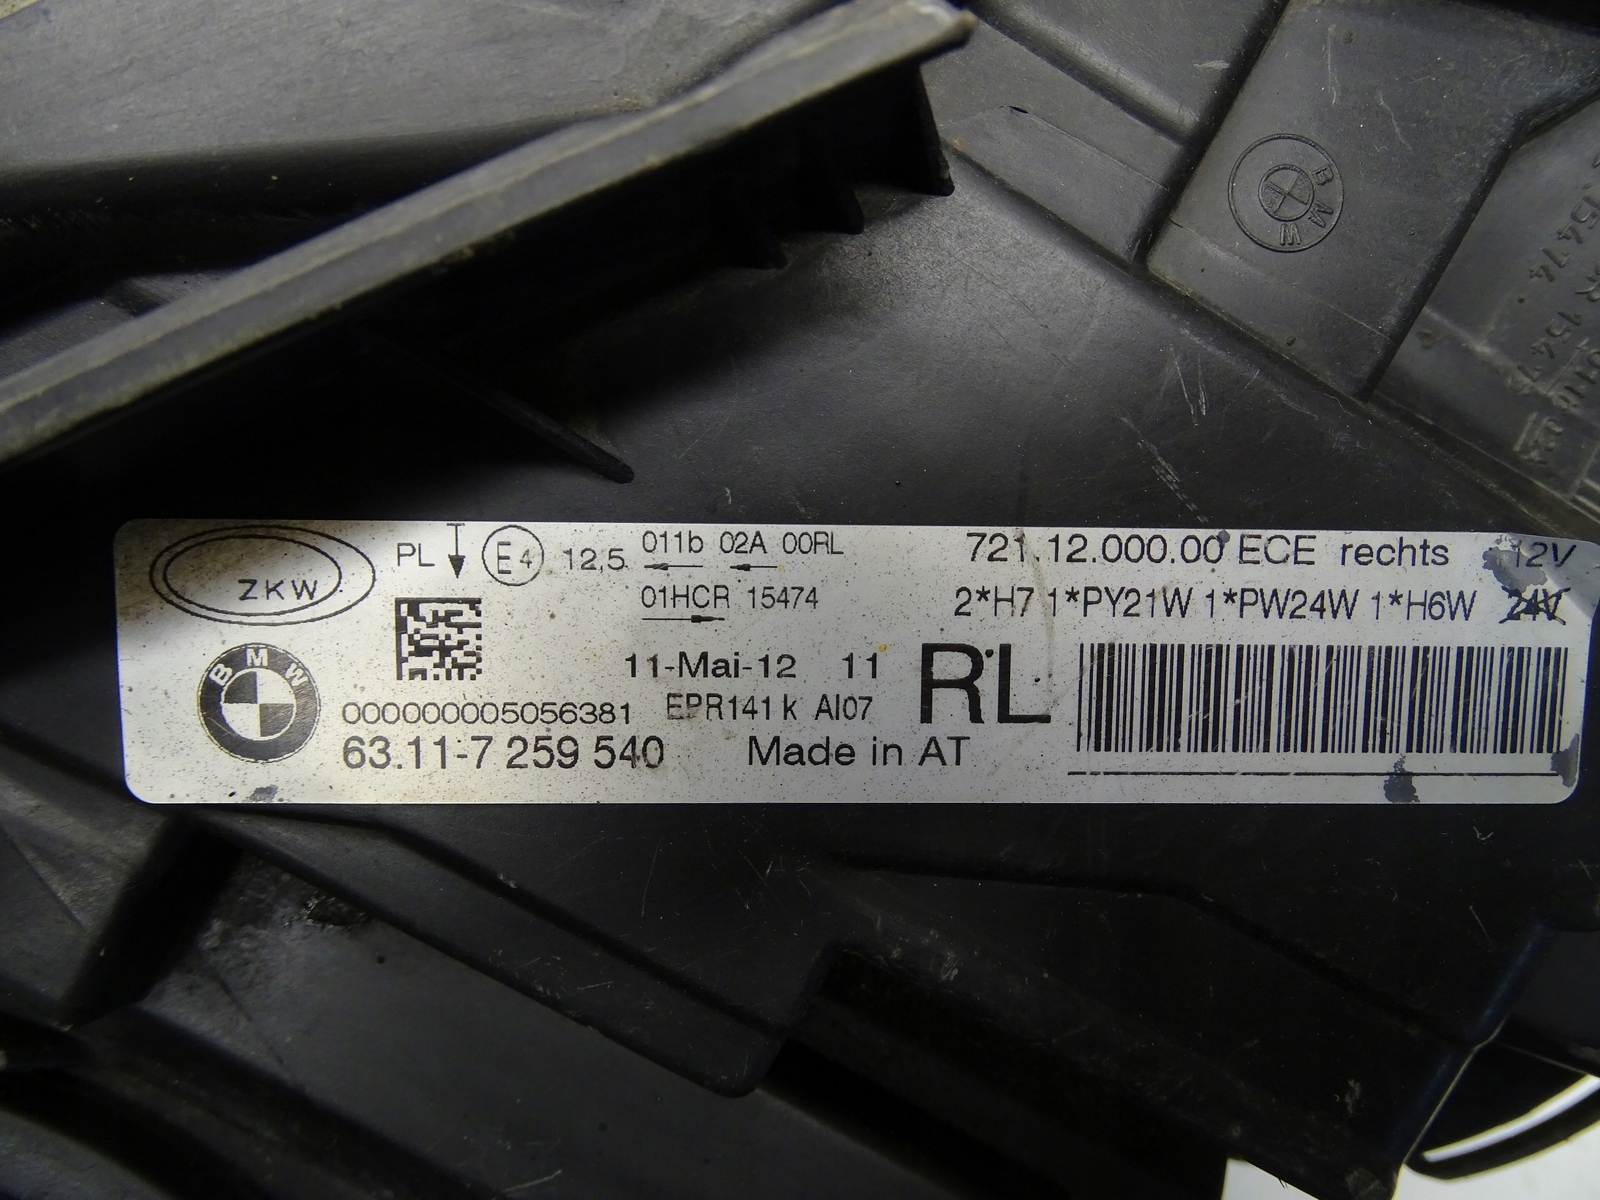 BMW
ZKW
PL E4 12,5 011b 02A 00RL
01HCR 15474
721.12.000.00 ECE rechts 12V
2*H7 1*PY21W 1*PW24W 1*H6W 24V
BMW
11-Mai-12 11
000000005056381 EPR141 k AI07 RL
63.11-7 259 540 Made in AT